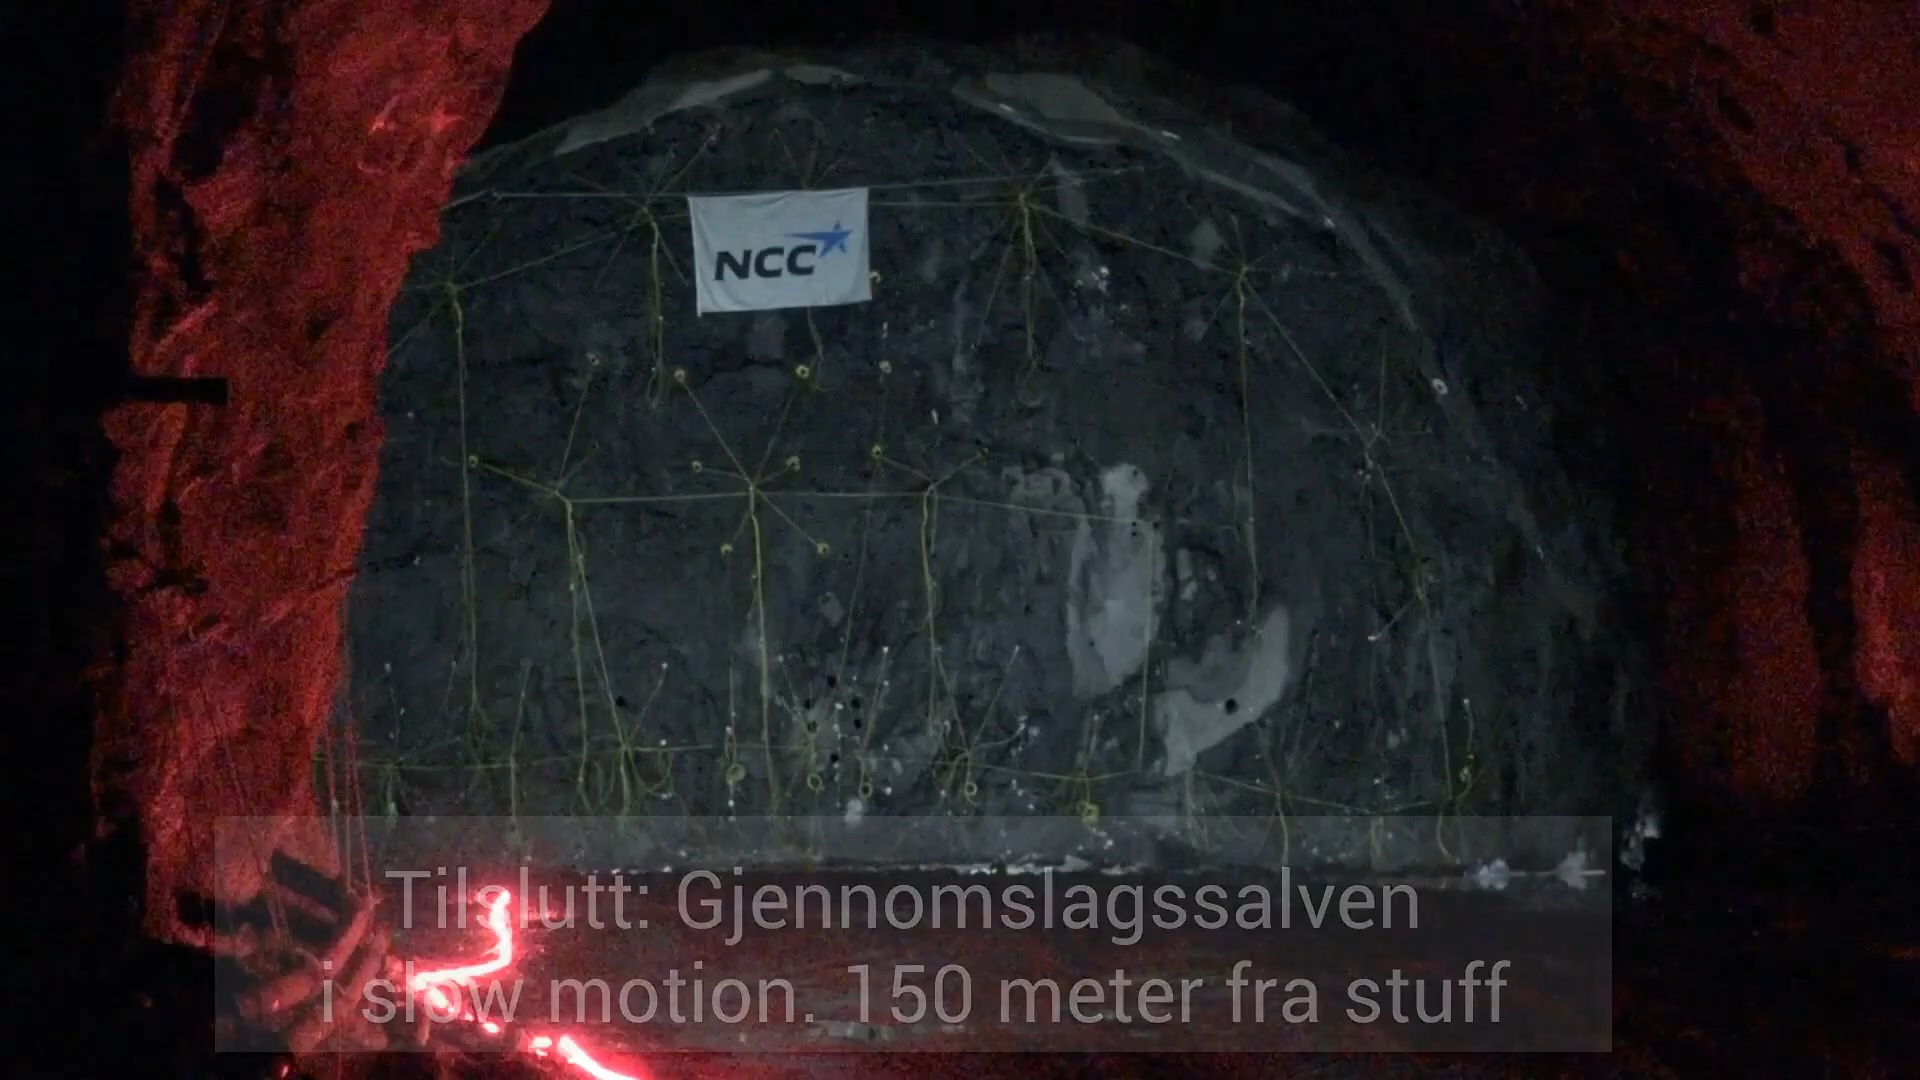 NCC
Tilslutt: Gjennomslagssalven
i slow motion. 150 meter fra stuff